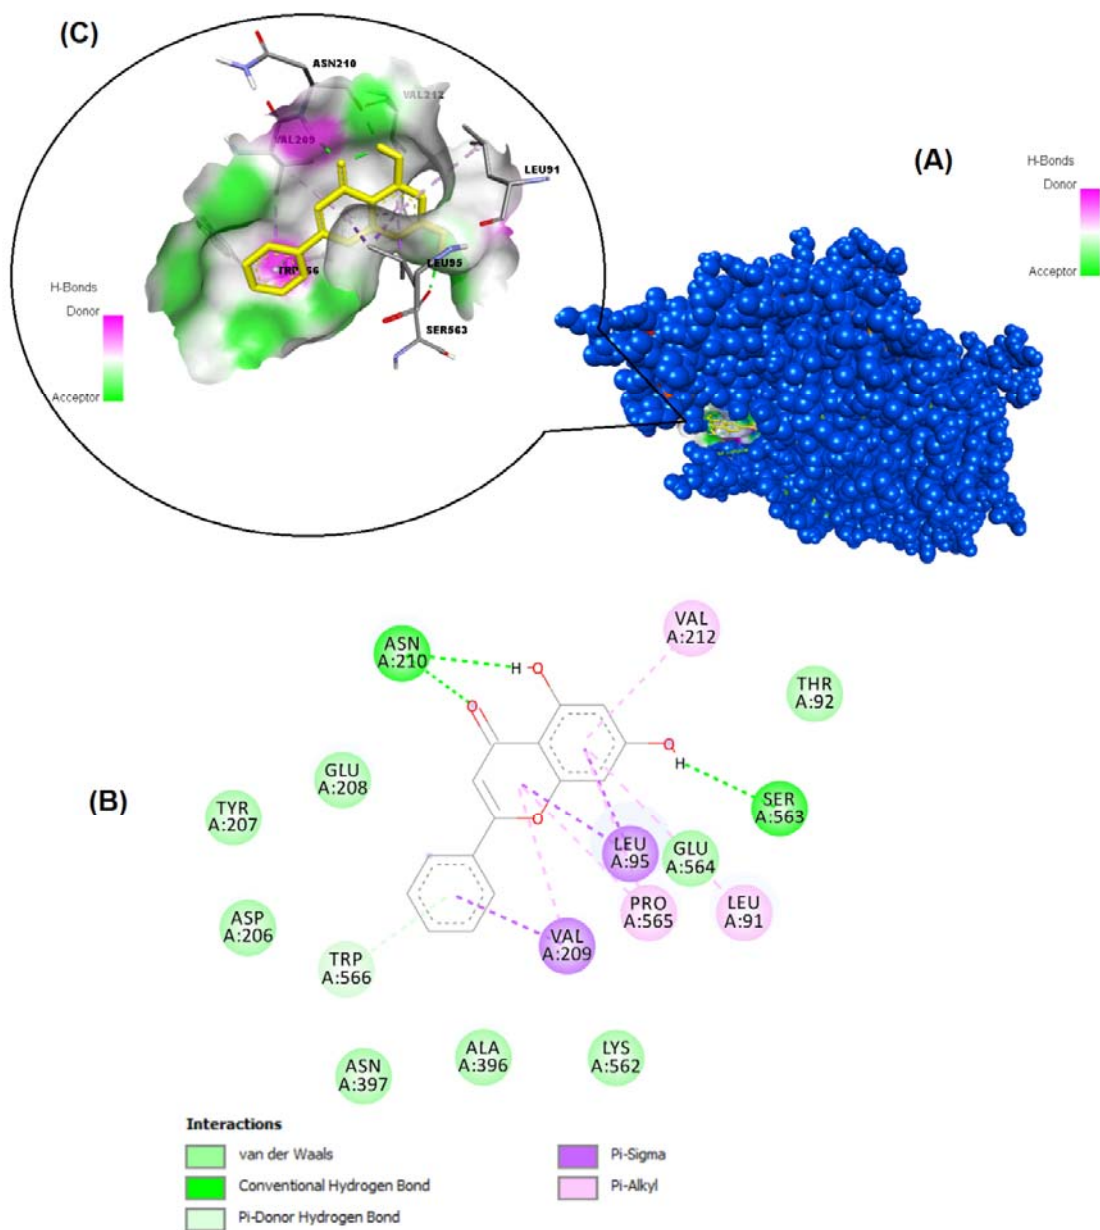 (C)
ASN210
VAL212
VAL209
LEU91
LEU95
SER563
H-Bonds
Donor
Acceptor
(A)
H-Bonds
Donor
Acceptor
(B)
ASN
A:210
VAL
A:212
THR
A:92
H
O
O
O
H
GLU
A:208
TYR
A:207
O
SER
A:563
LEU
A:95
GLU
A:564
ASP
A:206
PRO
A:565
LEU
A:91
VAL
A:209
TRP
A:566
ASN
A:397
ALA
A:396
LYS
A:562
Interactions
van der Waals
Conventional Hydrogen Bond
Pi-Donor Hydrogen Bond
Pi-Sigma
Pi-Alkyl